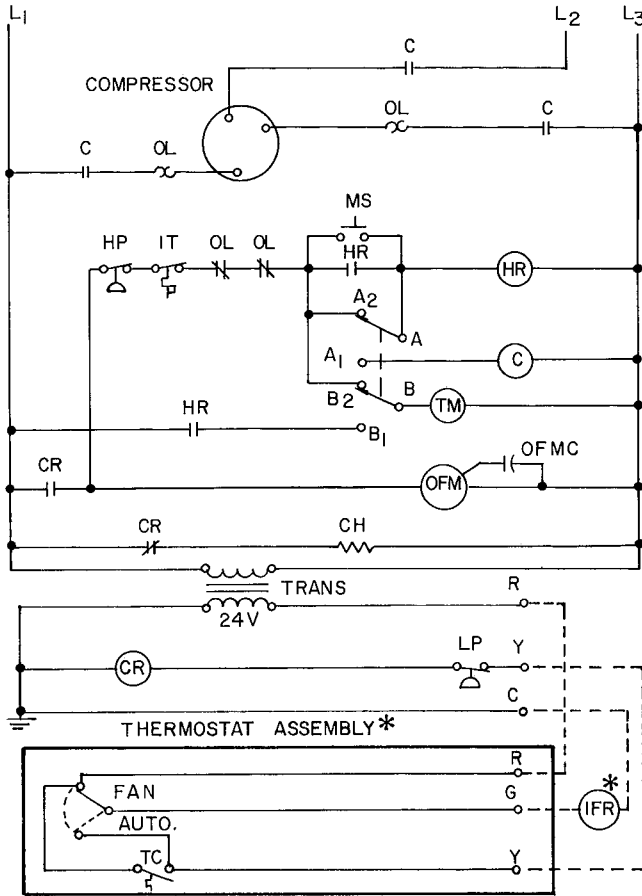 L1 L2 L3
C
COMPRESSOR
OL C
C OL
MS
HP IT OL OL HR HR
A2
A
A1 C
B2 B TM
HR B1
CR OFMC
OFM
CR CH
TRANS R
24V
CR LP Y
C
THERMOSTAT ASSEMBLY*
R
FAN G IFR*
AUTO.
TC Y